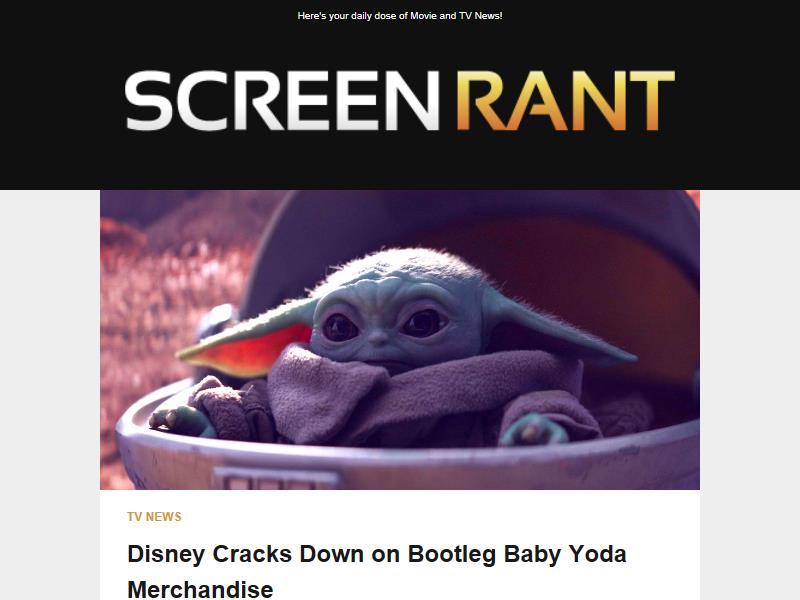 Here's your daily dose of Movie and TV News!
SCREEN RANT
TV NEWS
Disney Cracks Down on Bootleg Baby Yoda
Merchandise